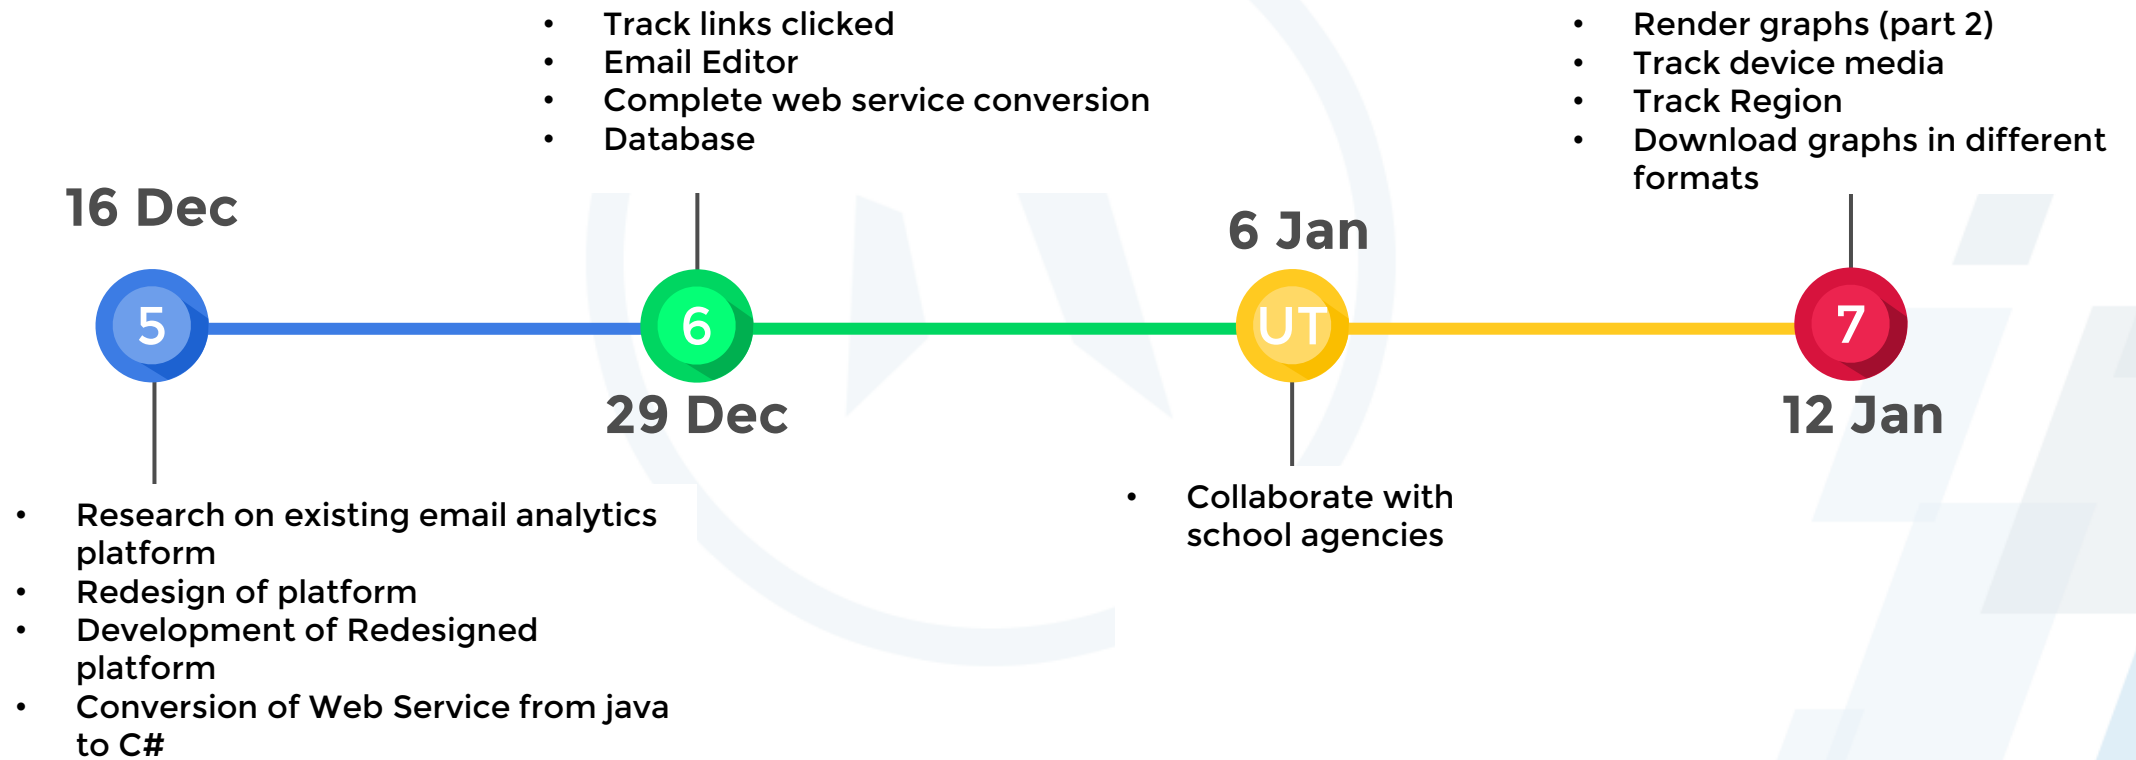 • Track links clicked
• Email Editor
• Complete web service conversion
• Database
• Render graphs (part 2)
• Track device media
• Track Region
• Download graphs in different
formats
16 Dec
6 Jan
5
6
UT
7
29 Dec
12 Jan
• Research on existing email analytics
platform
• Redesign of platform
• Development of Redesigned
platform
• Conversion of Web Service from java
to C#
• Collaborate with
school agencies